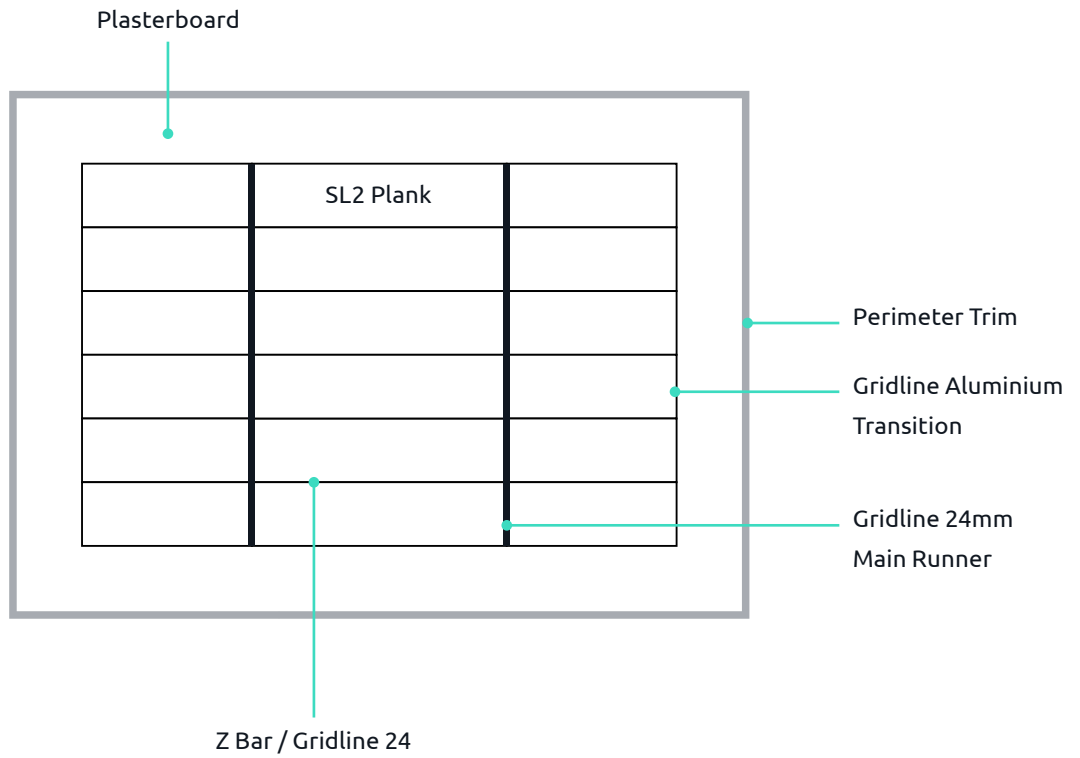 Plasterboard
SL2 Plank
Perimeter Trim
Gridline Aluminium
Transition
Gridline 24mm
Main Runner
Z Bar / Gridline 24